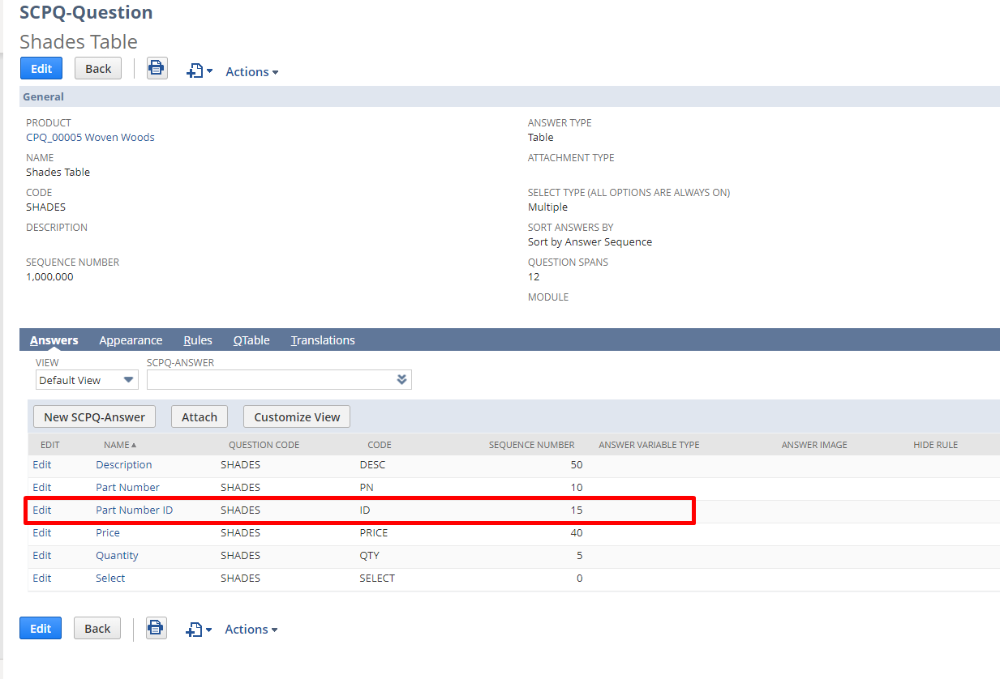 SCPQ-Question
Shades Table
Edit Back Actions
General
PRODUCT
CPQ_00005 Woven Woods
NAME
Shades Table
CODE
SHADES
DESCRIPTION
SEQUENCE NUMBER
1,000,000
ANSWER TYPE
Table
ATTACHMENT TYPE
SELECT TYPE (ALL OPTIONS ARE ALWAYS ON)
Multiple
SORT ANSWERS BY
Sort by Answer Sequence
QUESTION SPANS
12
MODULE
Answers Appearance Rules QTable Translations
VIEW SCPQ-ANSWER
Default View
New SCPQ-Answer Attach Customize View
EDIT NAME QUESTION CODE CODE SEQUENCE NUMBER ANSWER VARIABLE TYPE ANSWER IMAGE HIDE RULE
Edit Description SHADES DESC 50
Edit Part Number SHADES PN 10
Edit Part Number ID SHADES ID 15
Edit Price SHADES PRICE 40
Edit Quantity SHADES QTY 5
Edit Select SHADES SELECT 0
Edit Back Actions